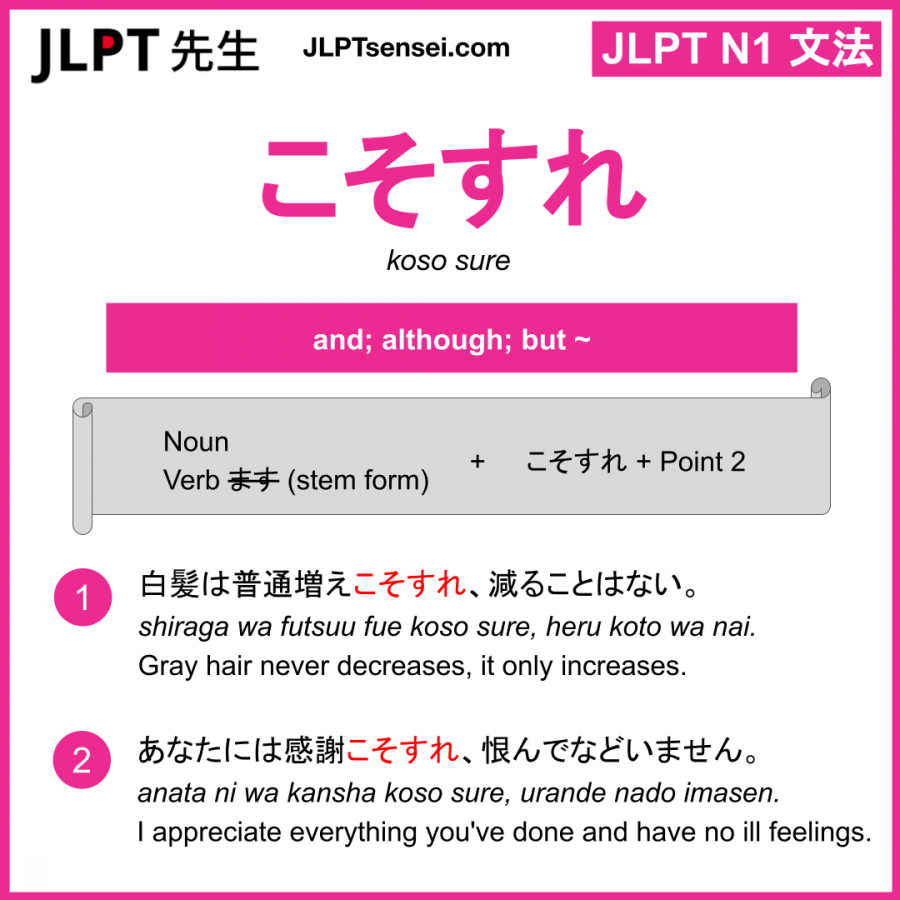 JLPT 先生
JLPTsensei.com
JLPT N1 文法
こそすれ
koso sure
and; although; but ~
Noun
Verb ます (stem form)
+ こそすれ + Point 2
1
白髪は普通増えこそすれ、減ることはない。
shiraga wa futsuu fue koso sure, heru koto wa nai.
Gray hair never decreases, it only increases.
2
あなたには感謝こそすれ、恨んでなどいません。
anata ni wa kansha koso sure, urande nado imasen.
I appreciate everything you've done and have no ill feelings.